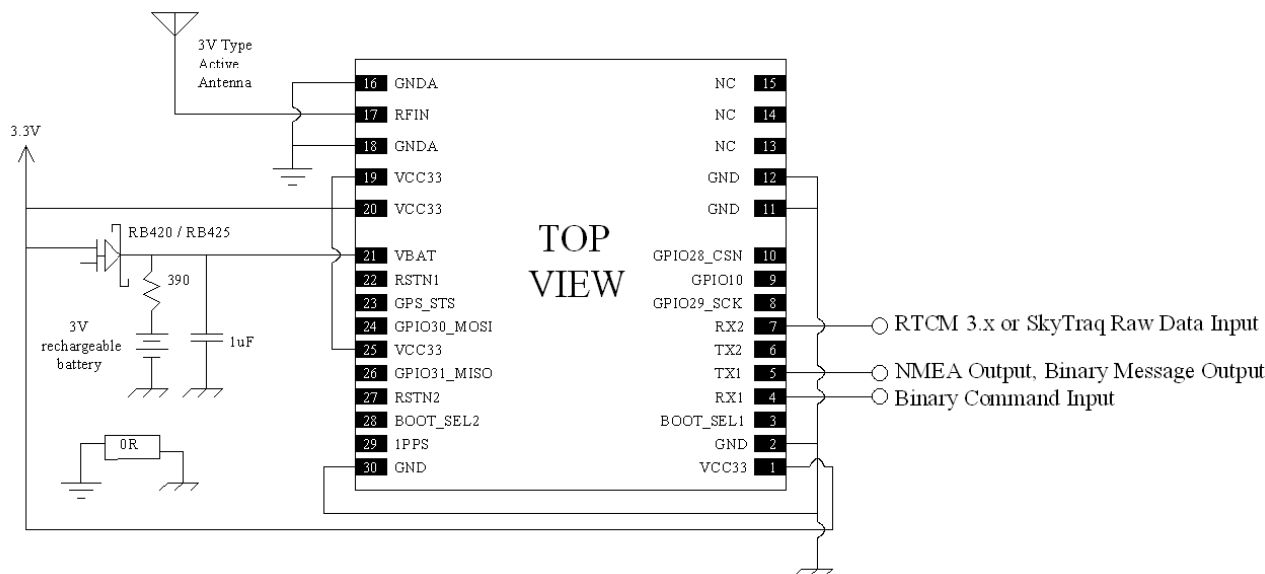 3V Type
Active
Antenna
3.3V
RB420 / RB425
390
3V
rechargeable
battery
1uF
0R
16 GNDA
17 RFIN
18 GNDA
19 VCC33
20 VCC33
21 VBAT
22 RSTN1
23 GPS_STS
24 GPIO30_MOSI
25 VCC33
26 GPIO31_MISO
27 RSTN2
28 BOOT_SEL2
29 1PPS
30 GND
TOP
VIEW
NC 15
NC 14
NC 13
GND 12
GND 11
GPIO28_CSN 10
GPIO10 9
GPIO29_SCK 8
RX2 7
TX2 6
TX1 5
RX1 4
BOOT_SEL1 3
GND 2
VCC33 1
RTCM 3.x or SkyTraq Raw Data Input
NMEA Output, Binary Message Output
Binary Command Input